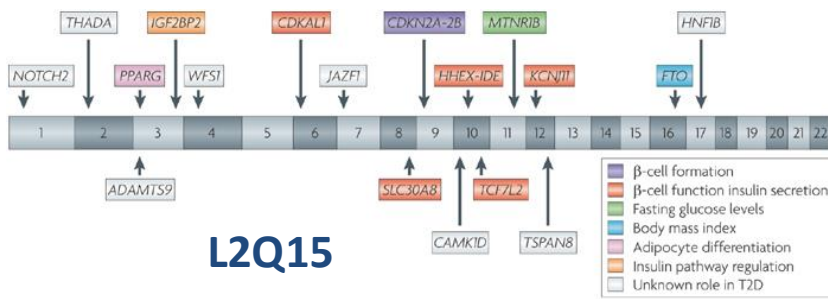 THADA IGF2BP2 CDKAL1 CDKN2A-2B MTNR1B HNF1B
NOTCH2 PPARG WFS1 JAZF1 HHEX-IDE KCNJ11 FTO
1 2 3 4 5 6 7 8 9 10 11 12 13 14 15 16 17 18 19 20 21 22
ADAMTS9 SLC30A8 TCF7L2
CAMK1D TSPAN8
L2Q15
β-cell formation
β-cell function insulin secretion
Fasting glucose levels
Body mass index
Adipocyte differentiation
Insulin pathway regulation
Unknown role in T2D